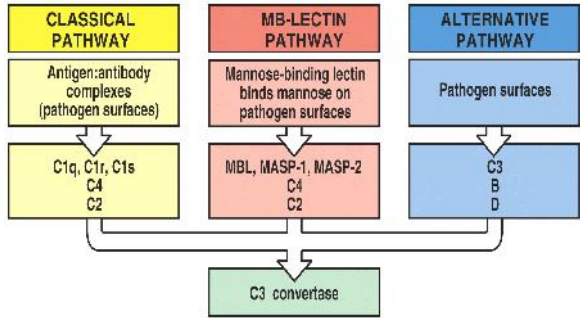 CLASSICAL
PATHWAY
Antigen:antibody
complexes
(pathogen surfaces)
C1q, C1r, C1s
C4
C2
MB-LECTIN
PATHWAY
Mannose-binding lectin
binds mannose on
pathogen surfaces
MBL, MASP-1, MASP-2
C4
C2
ALTERNATIVE
PATHWAY
Pathogen surfaces
C3
B
D
C3 convertase